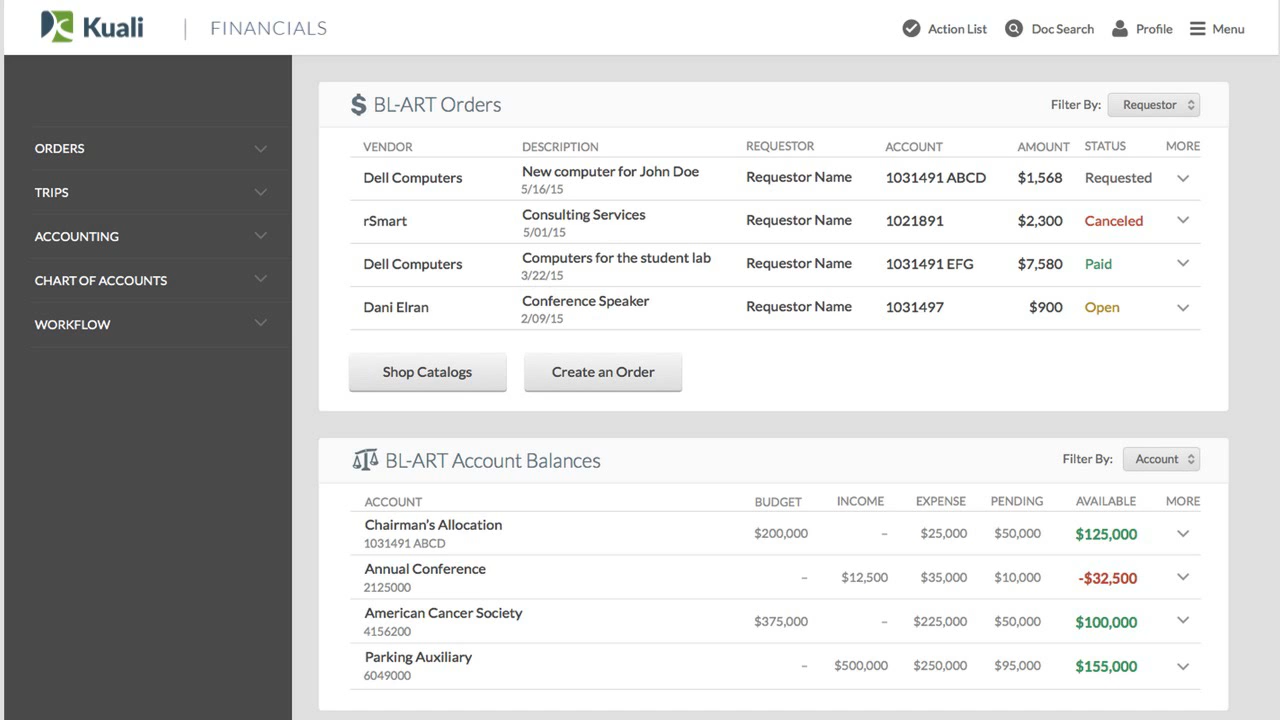 Kuali | FINANCIALS Action List Doc Search Profile Menu
ORDERS
TRIPS
ACCOUNTING
CHART OF ACCOUNTS
WORKFLOW
$ BL-ART Orders Filter By: Requestor
VENDOR DESCRIPTION REQUESTOR ACCOUNT AMOUNT STATUS MORE
Dell Computers New computer for John Doe Requestor Name 1031491 ABCD $1,568 Requested
5/16/15
rSmart Consulting Services Requestor Name 1021891 $2,300 Canceled
5/01/15
Dell Computers Computers for the student lab Requestor Name 1031491 EFG $7,580 Paid
3/22/15
Dani Elran Conference Speaker Requestor Name 1031497 $900 Open
2/09/15
Shop Catalogs Create an Order
BL-ART Account Balances Filter By: Account
ACCOUNT BUDGET INCOME EXPENSE PENDING AVAILABLE MORE
Chairman's Allocation $200,000 – $25,000 $50,000 $125,000
1031491 ABCD
Annual Conference – $12,500 $35,000 $10,000 -$32,500
2125000
American Cancer Society $375,000 – $225,000 $50,000 $100,000
4156200
Parking Auxiliary – $500,000 $250,000 $95,000 $155,000
6049000